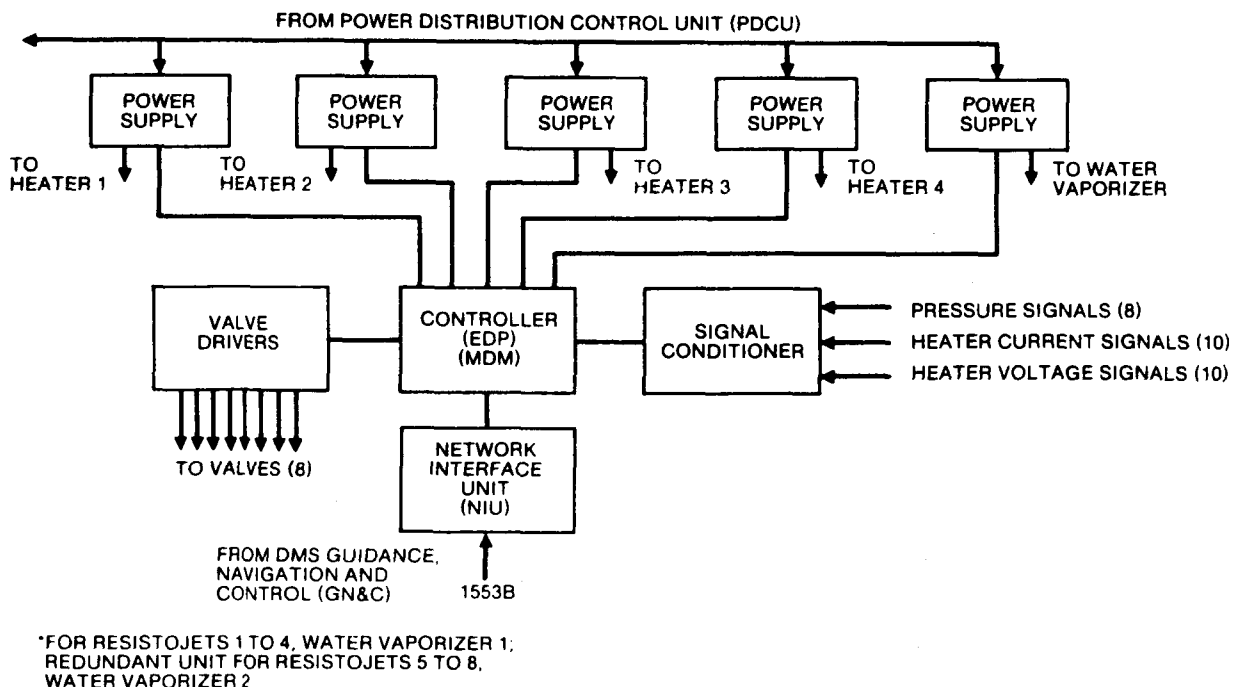 FROM POWER DISTRIBUTION CONTROL UNIT (PDCU)
POWER
SUPPLY
POWER
SUPPLY
POWER
SUPPLY
POWER
SUPPLY
POWER
SUPPLY
TO
HEATER 1
TO
HEATER 2
TO
HEATER 3
TO
HEATER 4
TO WATER
VAPORIZER
VALVE
DRIVERS
CONTROLLER
(EDP)
(MDM)
SIGNAL
CONDITIONER
PRESSURE SIGNALS (8)
HEATER CURRENT SIGNALS (10)
HEATER VOLTAGE SIGNALS (10)
TO VALVES (8)
NETWORK
INTERFACE
UNIT
(NIU)
FROM DMS GUIDANCE,
NAVIGATION AND
CONTROL (GN&C)
1553B
*FOR RESISTOJETS 1 TO 4, WATER VAPORIZER 1;
REDUNDANT UNIT FOR RESISTOJETS 5 TO 8,
WATER VAPORIZER 2